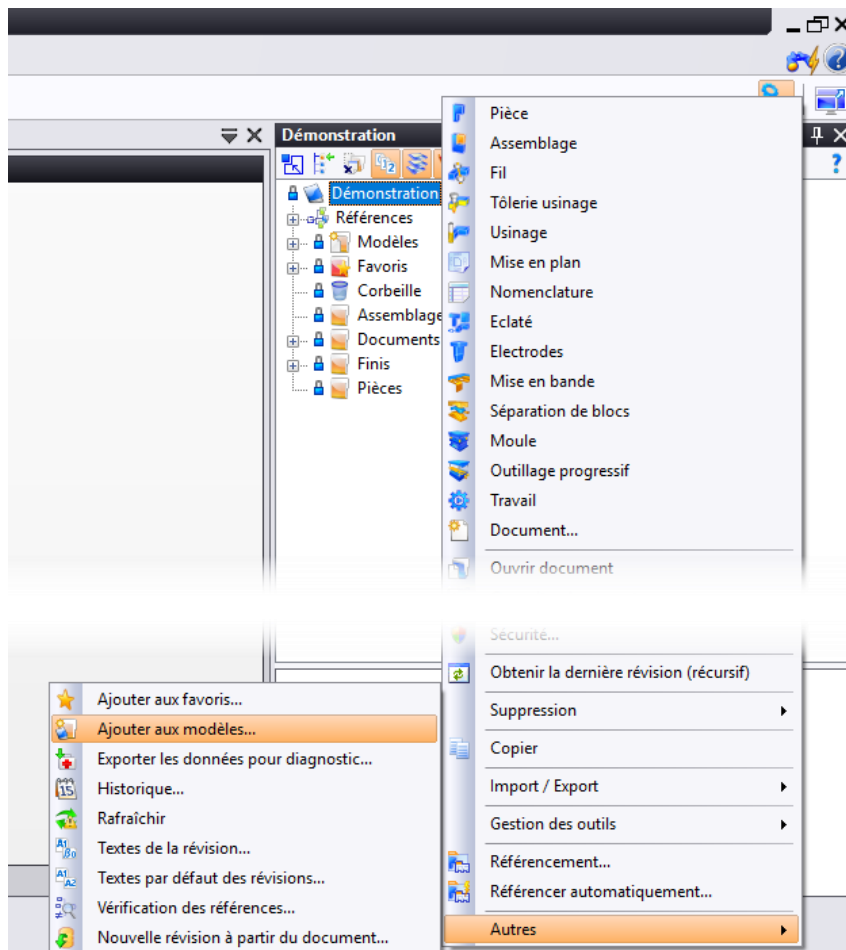 Démonstration
Démonstration
Références
Modèles
Favoris
Corbeille
Assemblage
Documents
Finis
Pièces
Pièce
Assemblage
Fil
Tôlerie usinage
Usinage
Mise en plan
Nomenclature
Eclaté
Electrodes
Mise en bande
Séparation de blocs
Moule
Outillage progressif
Travail
Document...
Ouvrir document
Sécurité...
Obtenir la dernière révision (récursif)
Suppression
Copier
Import / Export
Gestion des outils
Référencement...
Référencer automatiquement...
Autres
Ajouter aux favoris...
Ajouter aux modèles...
Exporter les données pour diagnostic...
Historique...
Rafraîchir
Textes de la révision...
Textes par défaut des révisions...
Vérification des références...
Nouvelle révision à partir du document...